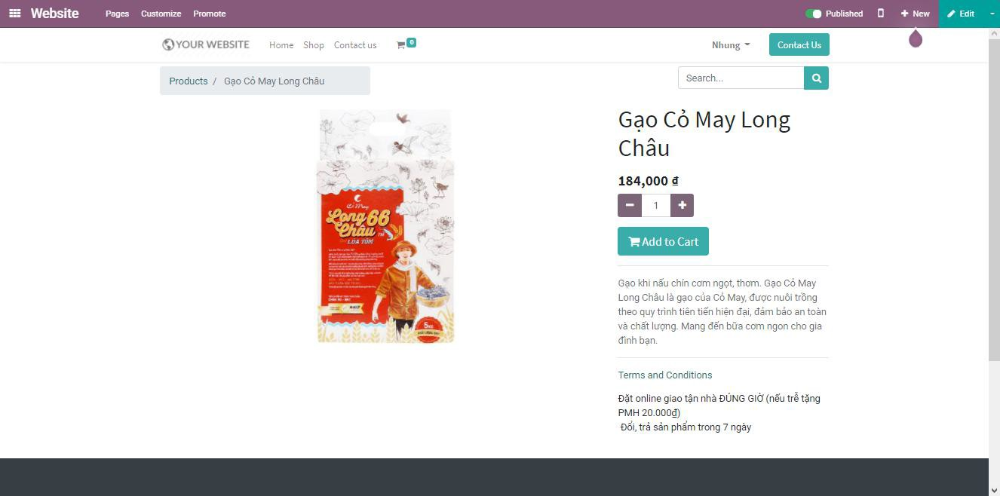 Website Pages Customize Promote Published New Edit
YOUR WEBSITE Home Shop Contact us 0 Nhung Contact Us
Products / Gạo Cỏ May Long Châu Search...
Cỏ May
Long 66
Châu TM
LÚA TÔM
5KG
Gạo Cỏ May Long
Châu
184,000 ₫
1
Add to Cart
Gạo khi nấu chín cơm ngọt, thơm. Gạo Cỏ May
Long Châu là gạo của Cỏ May, được nuôi trồng
theo quy trình tiên tiến hiện đại, đảm bảo an toàn
và chất lượng. Mang đến bữa cơm ngon cho gia
đình bạn.
Terms and Conditions
Đặt online giao tận nhà ĐÚNG GIỜ (nếu trễ tặng
PMH 20.000₫)
Đổi, trả sản phẩm trong 7 ngày